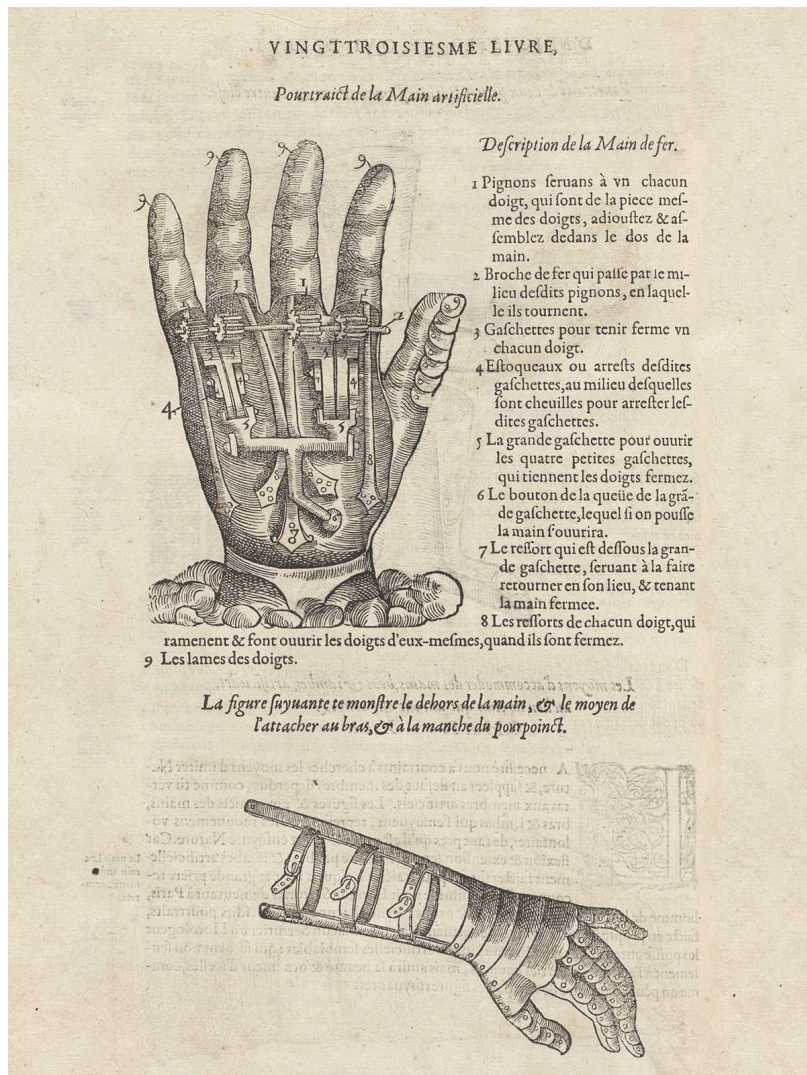 VINGTTROISIESME LIVRE,
Pourtraict de la Main artificielle.
Deſcription de la Main de fer.
1 Pignons ſeruans à vn chacun
doigt, qui ſont de la piece meſ-
me des doigts, adiouſtez & aſ-
ſemblez dedans le dos de la
main.
2 Broche de fer qui paſſe par le mi-
lieu deſdits pignons, en laquel-
le ils tournent.
3 Gaſchettes pour tenir ferme vn
chacun doigt.
4 Eſtoqueaux ou arreſts deſdites
gaſchettes, au milieu deſquelles
ſont cheuilles pour arreſter leſ-
dites gaſchettes.
5 La grande gaſchette pour ouurir
les quatre petites gaſchettes,
qui tiennent les doigts fermez.
6 Le bouton de la queüe de la grã-
de gaſchette, lequel ſi on pouſſe
la main ſ'ouurira.
7 Le reſſort qui eſt deſſous la gran-
de gaſchette, ſeruant à la faire
retourner en ſon lieu, & tenant
la main fermee.
8 Les reſſorts de chacun doigt, qui
ramenent & font ouurir les doigts d'eux-meſmes, quand ils ſont fermez.
9 Les lames des doigts.
La figure ſuyuante te monſtre le dehors de la main, & le moyen de
l'attacher au bras, & à la manche du pourpoinct.